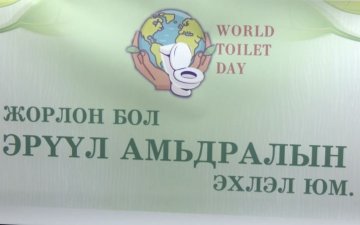 WORLD
TOILET
DAY
ЖОРЛОН БОЛ
ЭРҮҮЛ АМЬДРАЛЫН
ЭХЛЭЛ ЮМ.